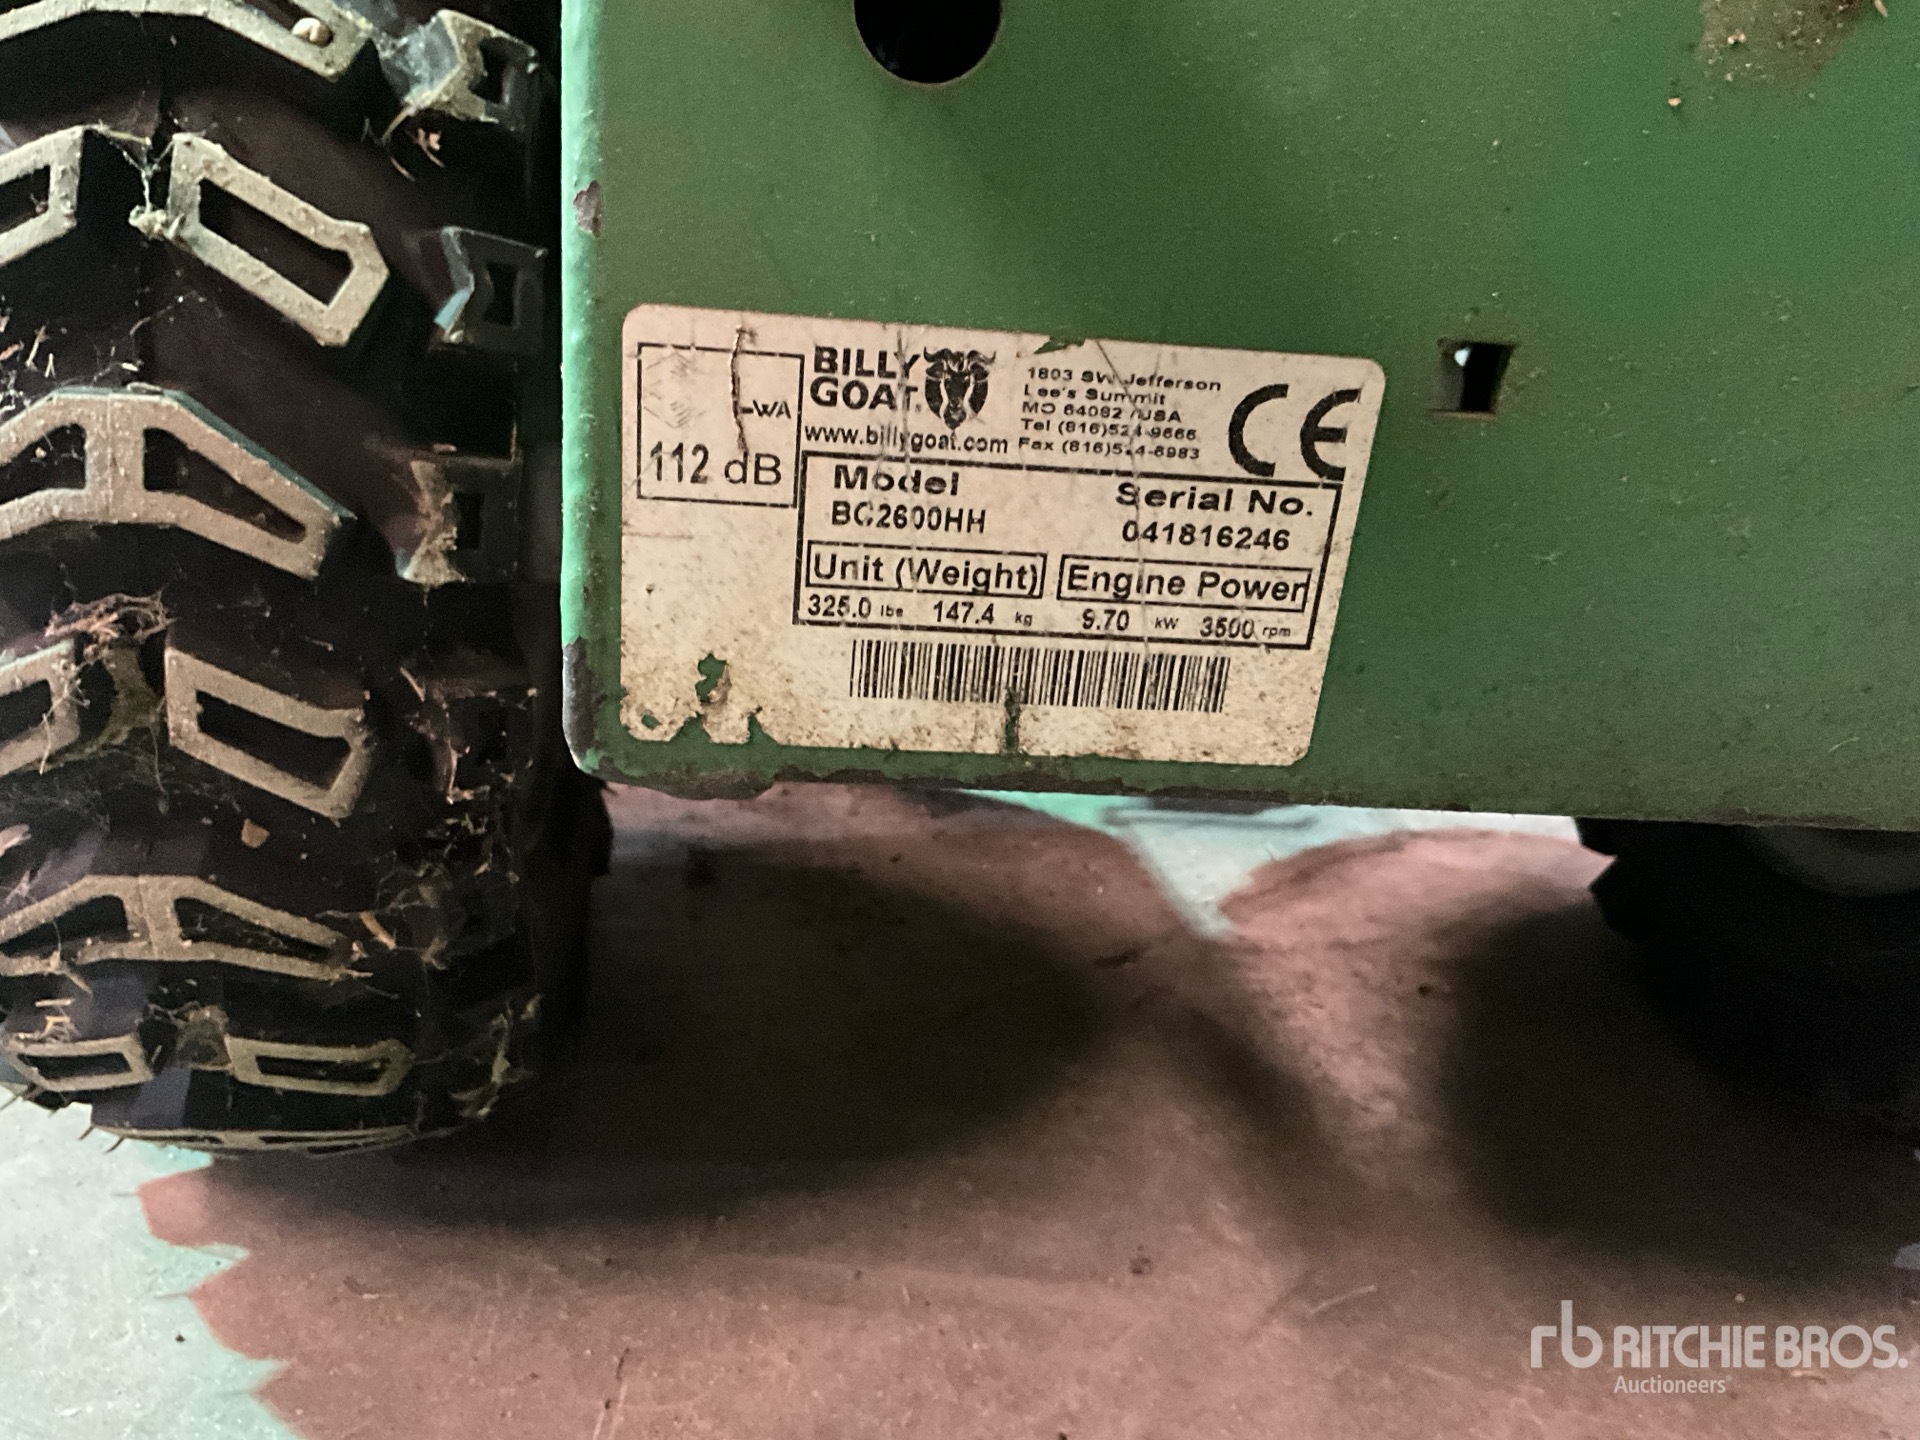 BILLY
GOAT
www.billygoat.com
1803 SW Jefferson
Lee's Summit
MO 64082 /USA
Tel (816)524-9666
Fax (816)524-6983
CE
LWA
112 dB
Model Serial No.
BC2600HH 041816246
Unit (Weight) Engine Power
325.0 lbs 147.4 kg 9.70 kW 3500 rpm
rb RITCHIE BROS.
Auctioneers